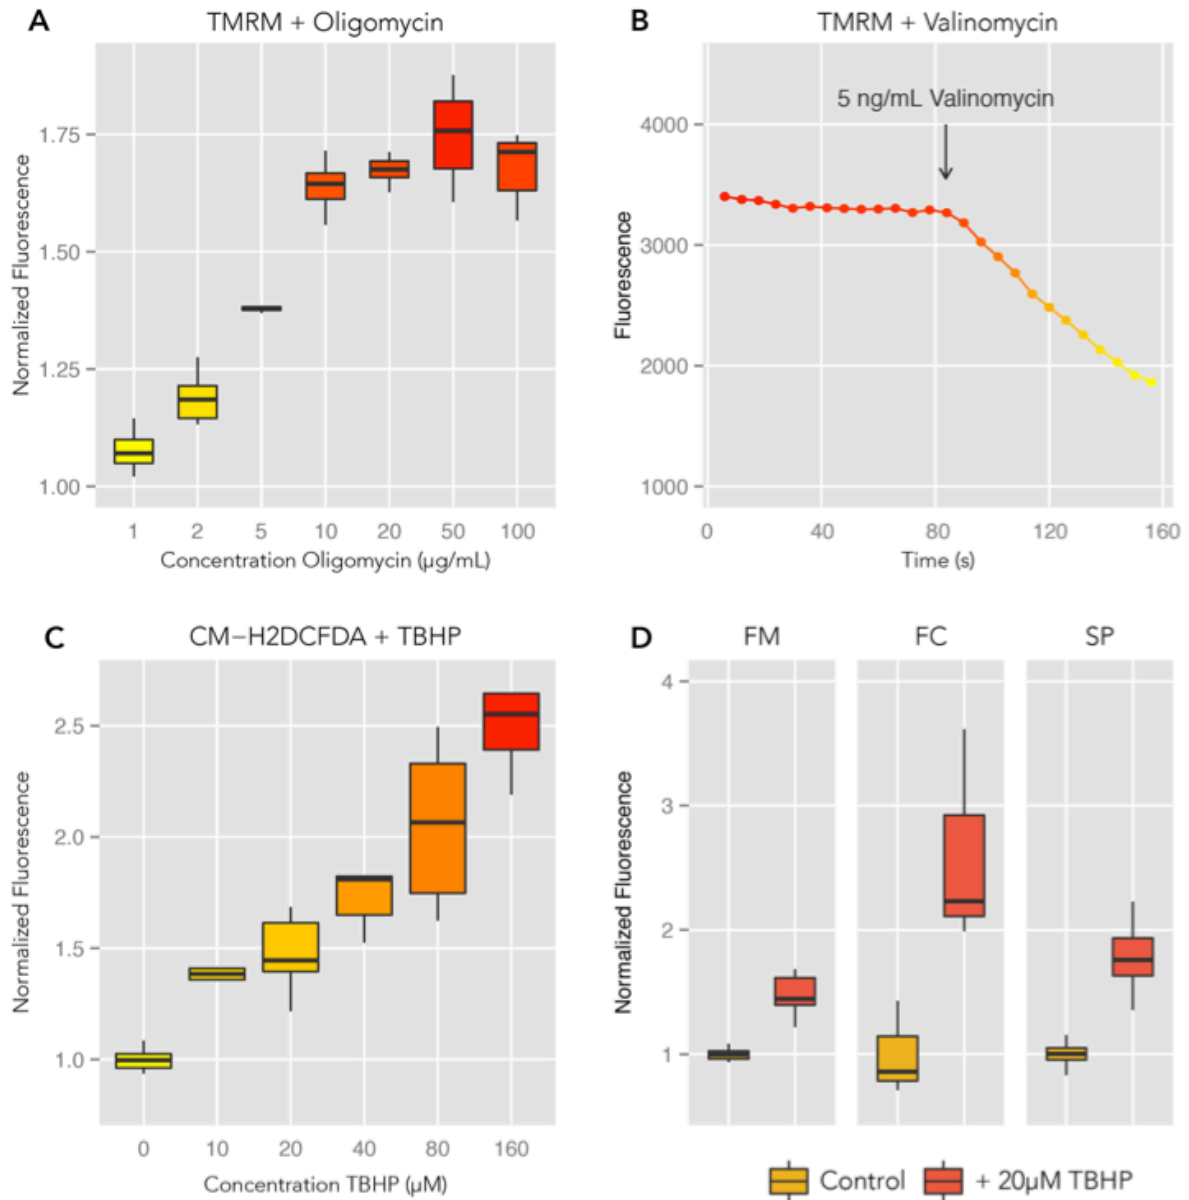 A
TMRM + Oligomycin
Normalized Fluorescence
1.75
1.50
1.25
1.00
1 2 5 10 20 50 100
Concentration Oligomycin (µg/mL)
B
TMRM + Valinomycin
5 ng/mL Valinomycin
Fluorescence
4000
3000
2000
1000
0 40 80 120 160
Time (s)
C
CM−H2DCFDA + TBHP
Normalized Fluorescence
2.5
2.0
1.5
1.0
0 10 20 40 80 160
Concentration TBHP (µM)
D
FM FC SP
Normalized Fluorescence
4
3
2
1
Control + 20µM TBHP